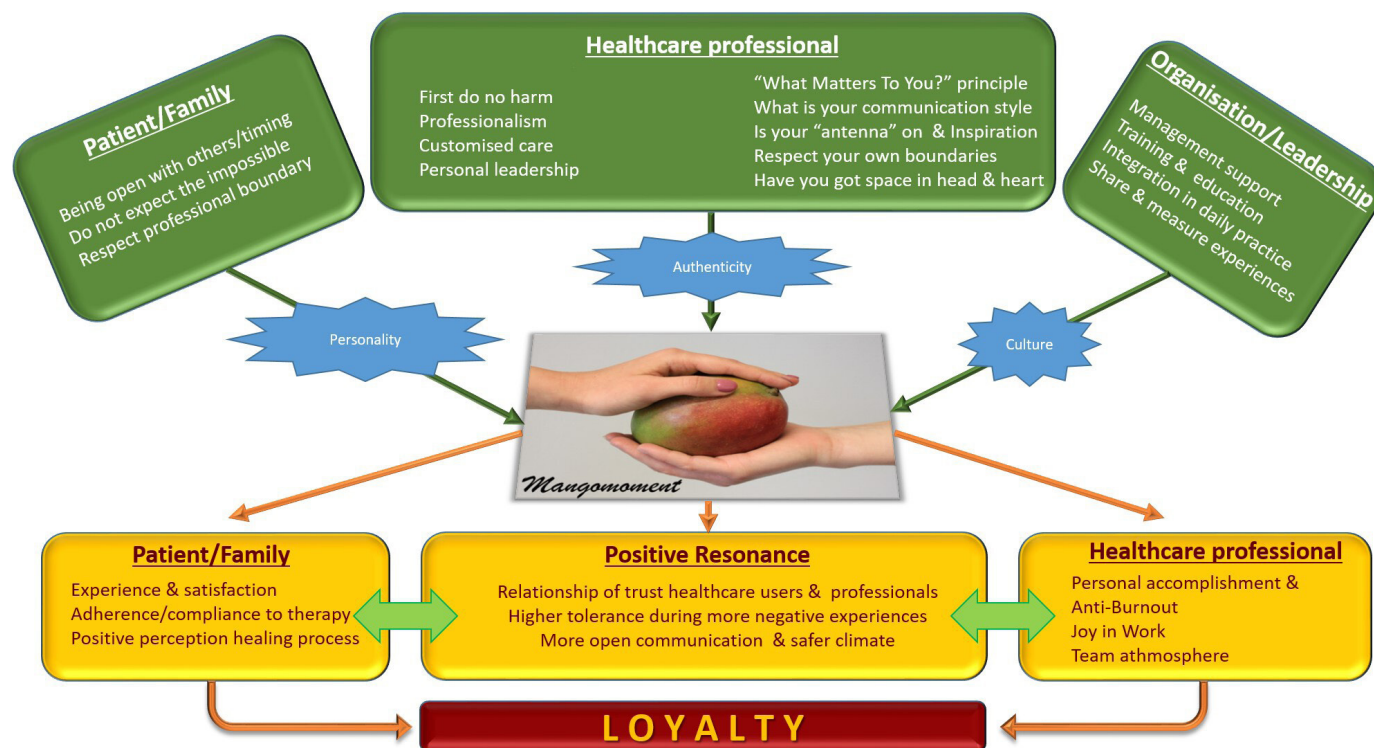 Patient/Family
Being open with others/timing
Do not expect the impossible
Respect professional boundary
Healthcare professional
First do no harm
Professionalism
Customised care
Personal leadership
“What Matters To You?” principle
What is your communication style
Is your “antenna” on & Inspiration
Respect your own boundaries
Have you got space in head & heart
Organisation/Leadership
Management support
Training & education
Integration in daily practice
Share & measure experiences
Personality
Authenticity
Culture
Mangomoment
Patient/Family
Experience & satisfaction
Adherence/compliance to therapy
Positive perception healing process
Positive Resonance
Relationship of trust healthcare users & professionals
Higher tolerance during more negative experiences
More open communication & safer climate
Healthcare professional
Personal accomplishment &
Anti-Burnout
Joy in Work
Team athmosphere
LOYALTY